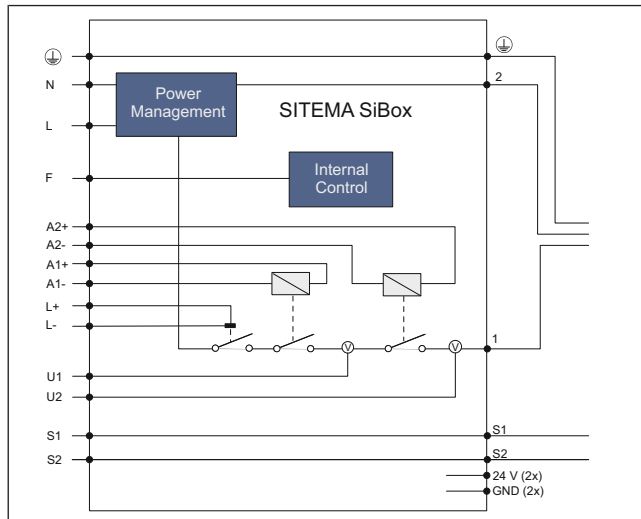 N
2
Power
Management
SITEMA SiBox
L
F
Internal
Control
A2+
A2-
A1+
A1-
L+
L-
V
V
1
U1
U2
S1
S1
S2
S2
24 V (2x)
GND (2x)